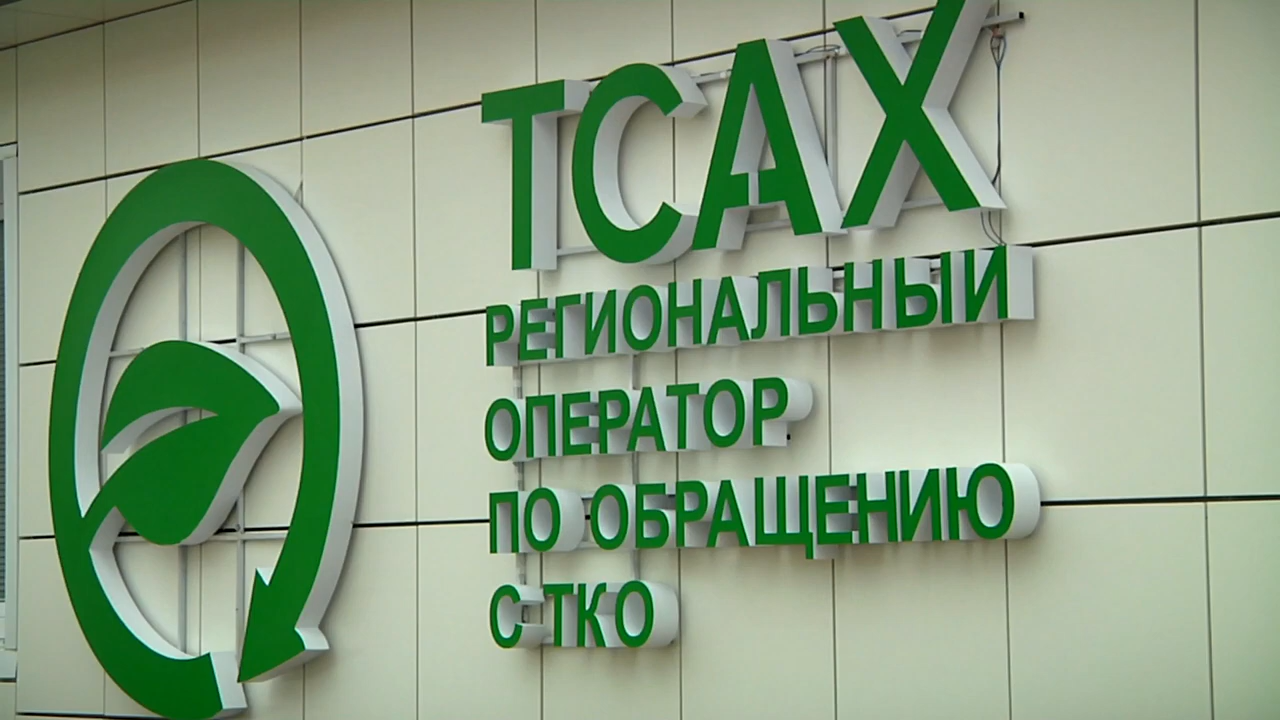 ТСАХ
РЕГИОНАЛЬНЫЙ
ОПЕРАТОР
ПО ОБРАЩЕНИЮ
С ТКО